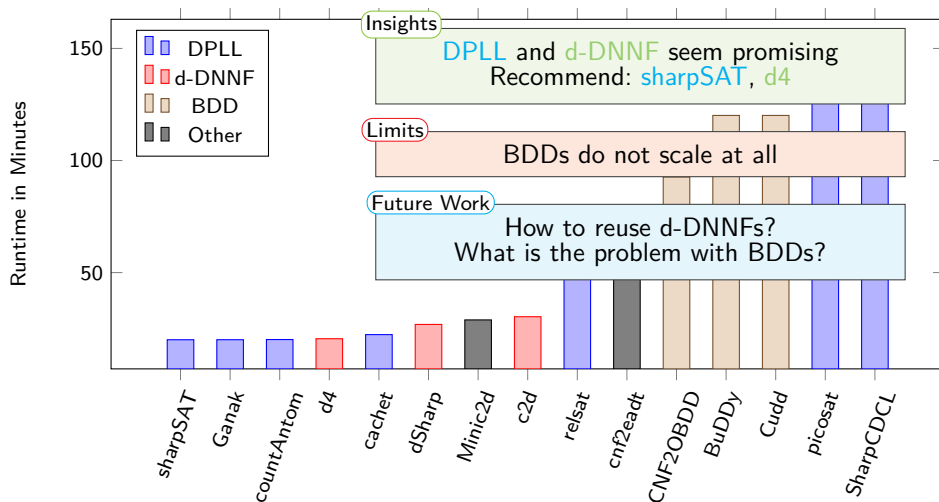 Runtime in Minutes
150
100
50
DPLL
d-DNNF
BDD
Other
Insights
DPLL and d-DNNF seem promising
Recommend: sharpSAT, d4
Limits
BDDs do not scale at all
Future Work
How to reuse d-DNNFs?
What is the problem with BDDs?
sharpSAT
Ganak
countAntom
d4
cachet
dSharp
Minic2d
c2d
relsat
cnf2eadt
CNF2OBDD
BuDDy
Cudd
picosat
SharpCDCL